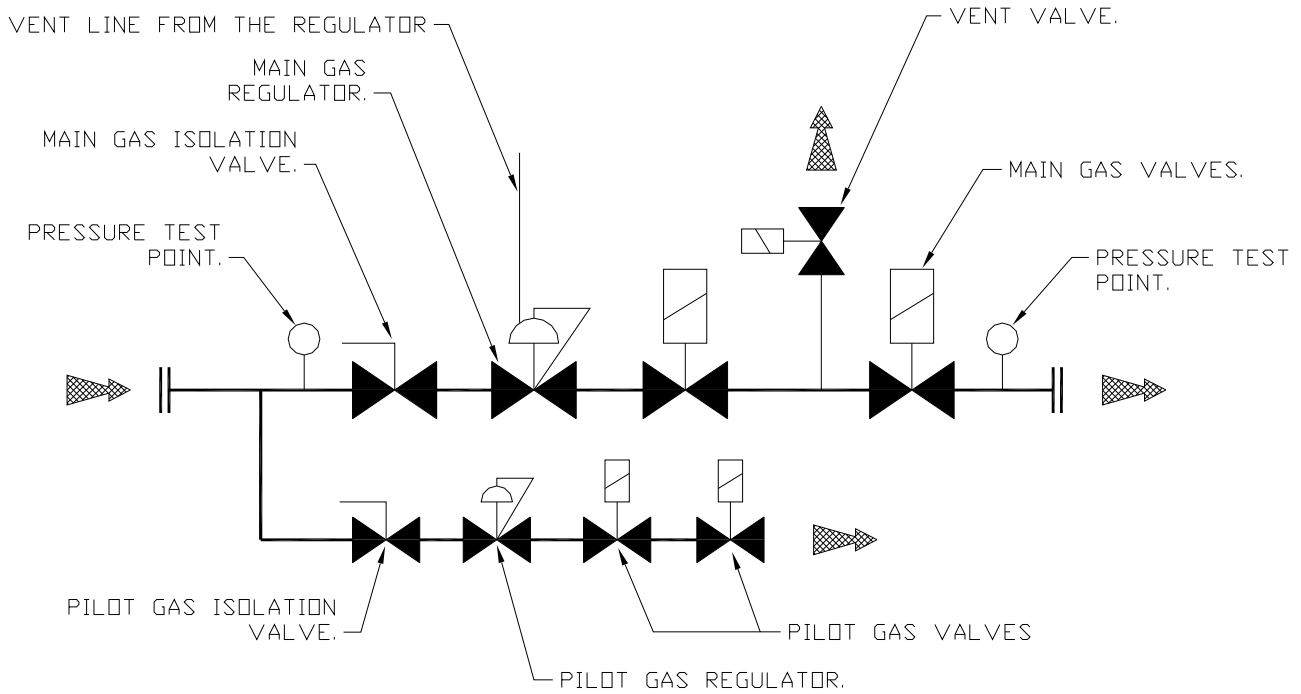 VENT LINE FROM THE REGULATOR
VENT VALVE.
MAIN GAS
REGULATOR.
MAIN GAS ISOLATION
VALVE.
MAIN GAS VALVES.
PRESSURE TEST
POINT.
PRESSURE TEST
POINT.
PILOT GAS ISOLATION
VALVE.
PILOT GAS VALVES
PILOT GAS REGULATOR.